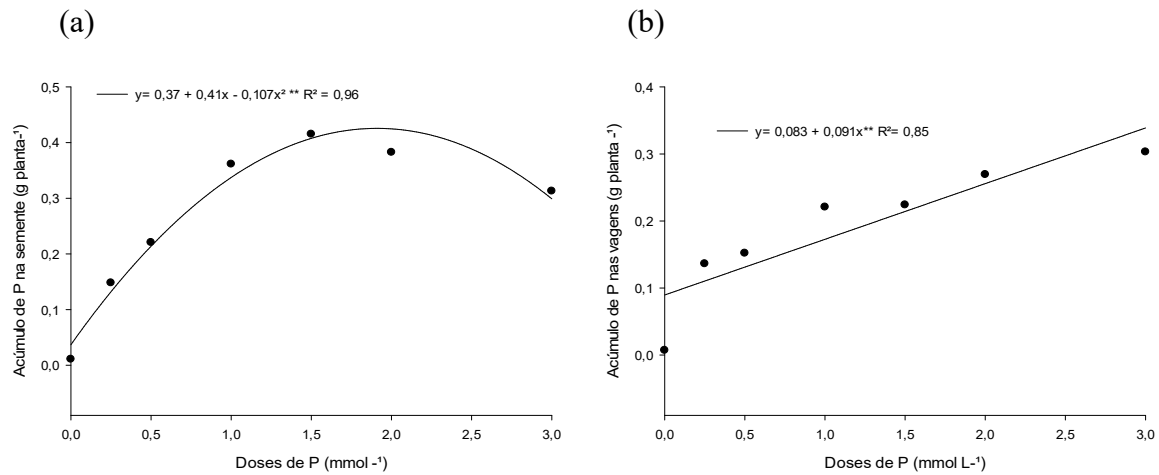 (a)
y= 0,37 + 0,41x - 0,107x² ** R² = 0,96
Acúmulo de P na semente (g planta-¹)
0,5
0,4
0,3
0,2
0,1
0,0
0,0 0,5 1,0 1,5 2,0 2,5 3,0
Doses de P (mmol -¹)
(b)
y= 0,083 + 0,091x** R²= 0,85
Acúmulo de P nas vagens (g planta -¹)
0,4
0,3
0,2
0,1
0,0
0,0 0,5 1,0 1,5 2,0 2,5 3,0
Doses de P (mmol L-¹)